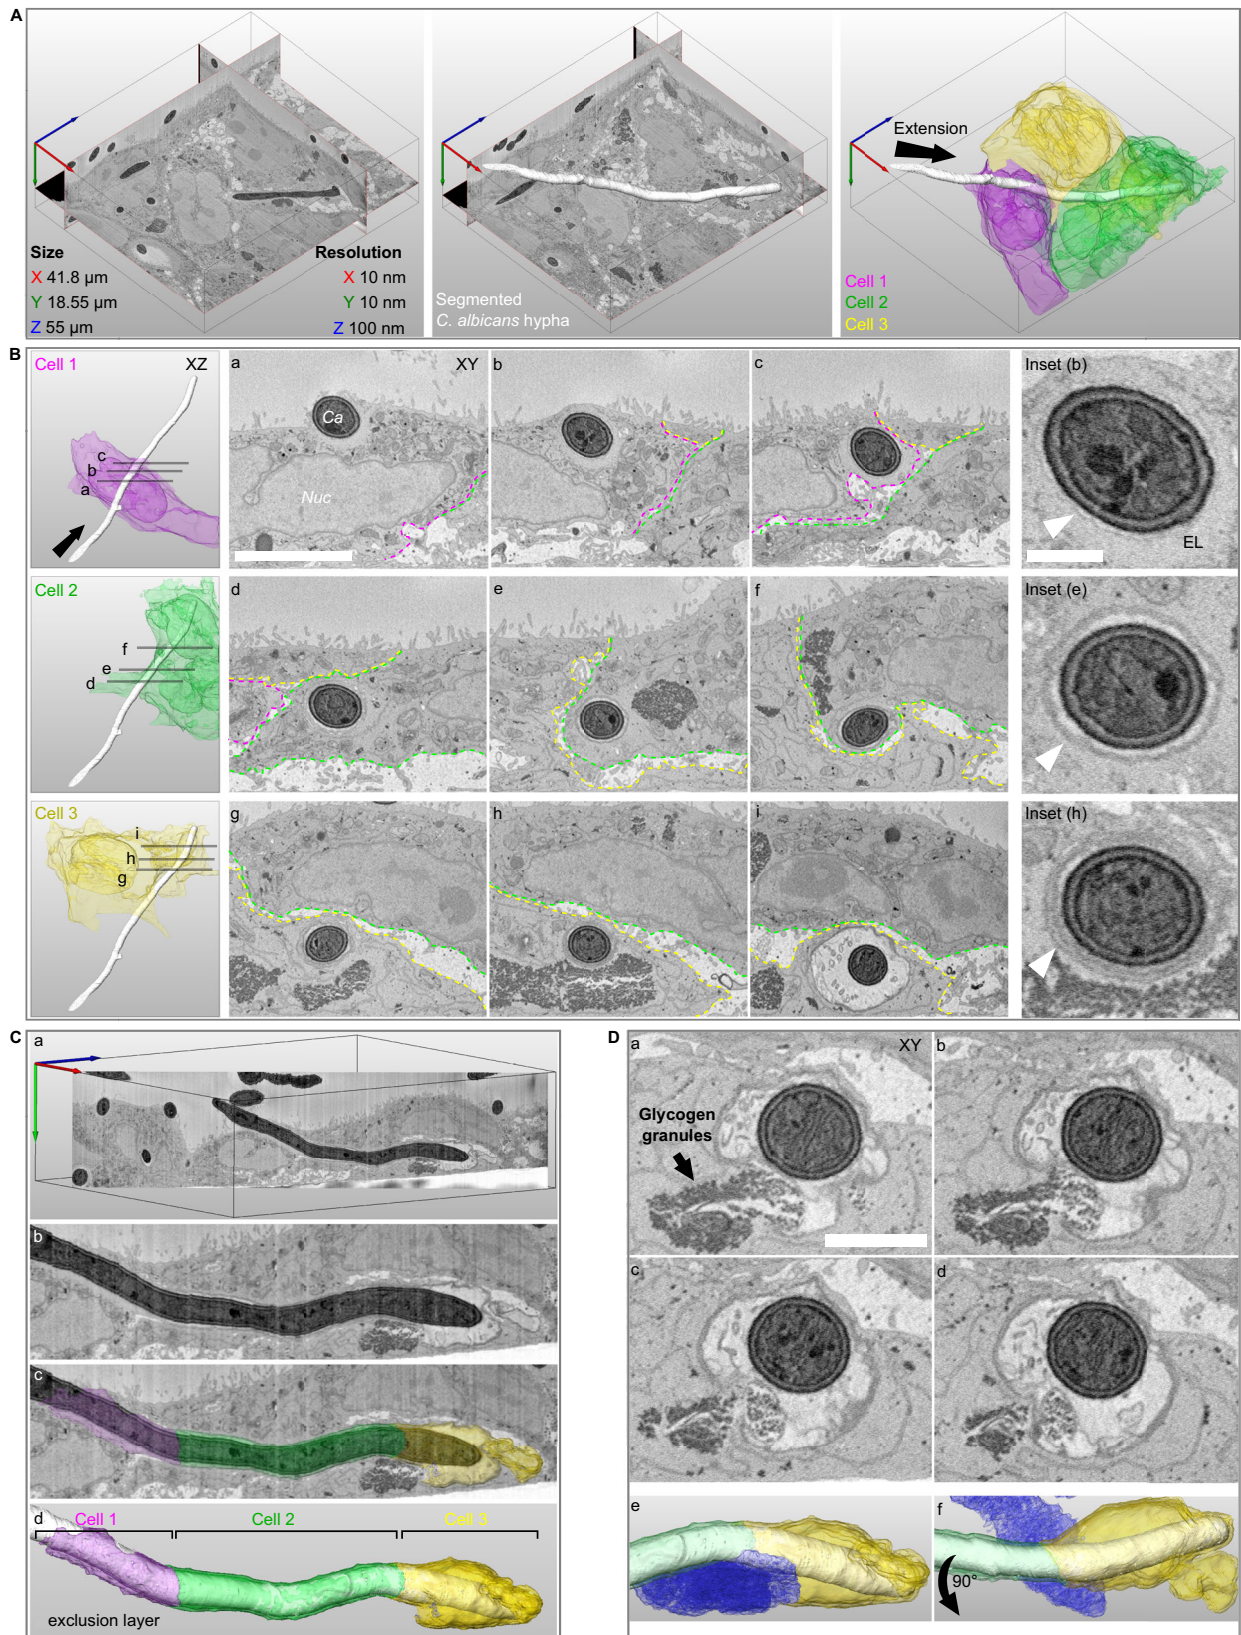 A
Size
X 41.8 µm
Y 18.55 µm
Z 55 µm
Resolution
X 10 nm
Y 10 nm
Z 100 nm
Segmented
C. albicans hypha
Extension
Cell 1
Cell 2
Cell 3
B
Cell 1
XZ
c
b
a
a
XY
Ca
Nuc
b
c
Inset (b)
EL
Cell 2
f
e
d
d
e
f
Inset (e)
Cell 3
i
h
g
g
h
i
Inset (h)
C
a
b
c
d
Cell 1
Cell 2
Cell 3
exclusion layer
D
a
XY
Glycogen
granules
b
c
d
e
f
90°